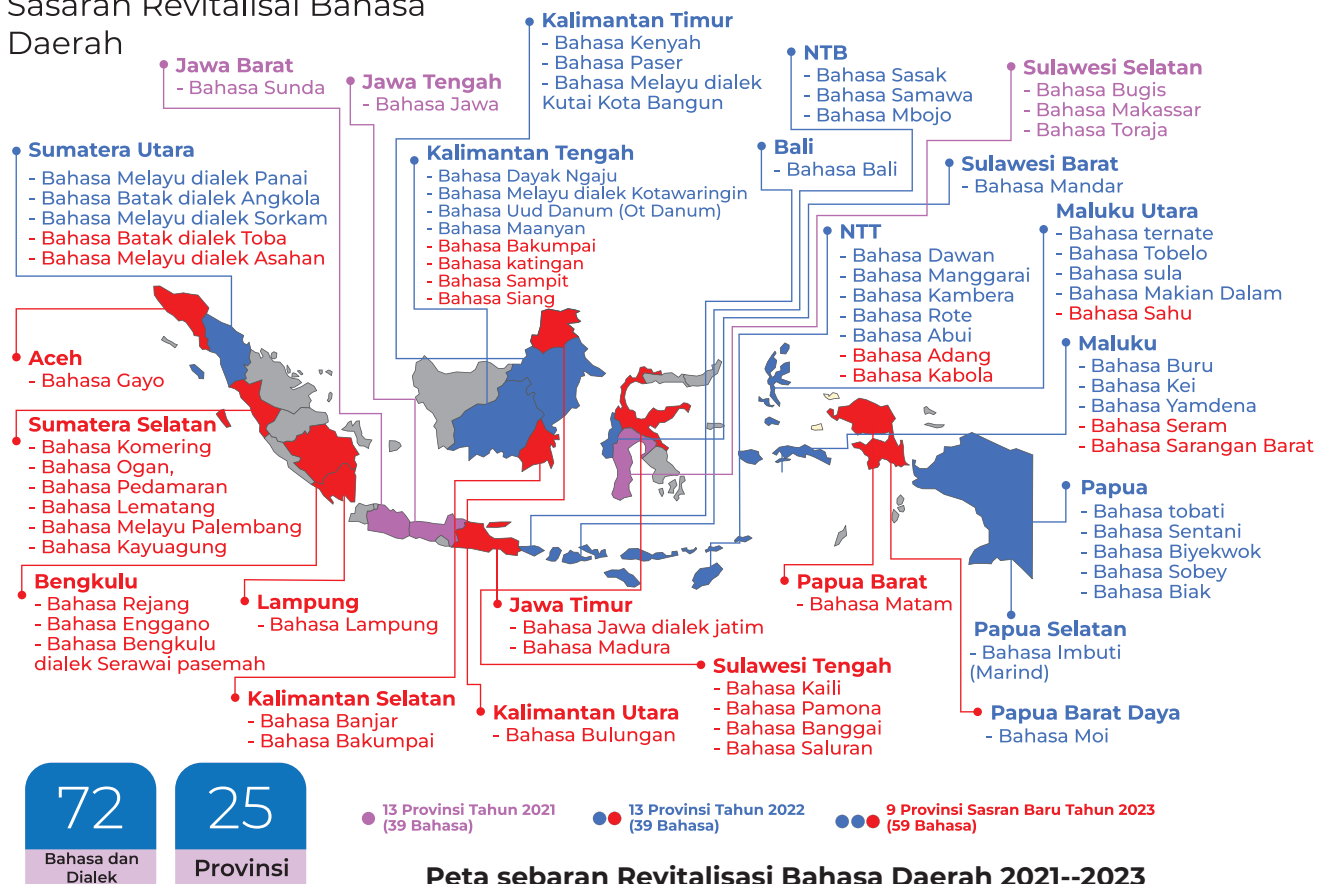 Sasaran Revitalisai Bahasa
Daerah
Jawa Barat
- Bahasa Sunda
Jawa Tengah
- Bahasa Jawa
Kalimantan Timur
- Bahasa Kenyah
- Bahasa Paser
- Bahasa Melayu dialek
Kutai Kota Bangun
NTB
- Bahasa Sasak
- Bahasa Samawa
- Bahasa Mbojo
Sulawesi Selatan
- Bahasa Bugis
- Bahasa Makassar
- Bahasa Toraja
Sumatera Utara
- Bahasa Melayu dialek Panai
- Bahasa Batak dialek Angkola
- Bahasa Melayu dialek Sorkam
- Bahasa Batak dialek Toba
- Bahasa Melayu dialek Asahan
Kalimantan Tengah
- Bahasa Dayak Ngaju
- Bahasa Melayu dialek Kotawaringin
- Bahasa Uud Danum (Ot Danum)
- Bahasa Maanyan
- Bahasa Bakumpai
- Bahasa katingan
- Bahasa Sampit
- Bahasa Siang
Bali
- Bahasa Bali
Sulawesi Barat
- Bahasa Mandar
Maluku Utara
- Bahasa ternate
- Bahasa Tobelo
- Bahasa sula
- Bahasa Makian Dalam
- Bahasa Sahu
NTT
- Bahasa Dawan
- Bahasa Manggarai
- Bahasa Kambera
- Bahasa Rote
- Bahasa Abui
- Bahasa Adang
- Bahasa Kabola
Maluku
- Bahasa Buru
- Bahasa Kei
- Bahasa Yamdena
- Bahasa Seram
- Bahasa Sarangan Barat
Aceh
- Bahasa Gayo
Sumatera Selatan
- Bahasa Komering
- Bahasa Ogan,
- Bahasa Pedamaran
- Bahasa Lematang
- Bahasa Melayu Palembang
- Bahasa Kayuagung
Papua
- Bahasa tobati
- Bahasa Sentani
- Bahasa Biyekwok
- Bahasa Sobey
- Bahasa Biak
Bengkulu
- Bahasa Rejang
- Bahasa Enggano
- Bahasa Bengkulu
dialek Serawai pasemah
Lampung
- Bahasa Lampung
Jawa Timur
- Bahasa Jawa dialek jatim
- Bahasa Madura
Papua Barat
- Bahasa Matam
Papua Selatan
- Bahasa Imbuti
(Marind)
Kalimantan Selatan
- Bahasa Banjar
- Bahasa Bakumpai
Kalimantan Utara
- Bahasa Bulungan
Sulawesi Tengah
- Bahasa Kaili
- Bahasa Pamona
- Bahasa Banggai
- Bahasa Saluran
Papua Barat Daya
- Bahasa Moi
72
Bahasa dan
Dialek
25
Provinsi
13 Provinsi Tahun 2021
(39 Bahasa)
13 Provinsi Tahun 2022
(39 Bahasa)
9 Provinsi Sasran Baru Tahun 2023
(59 Bahasa)
Peta sebaran Revitalisasi Bahasa Daerah 2021--2023